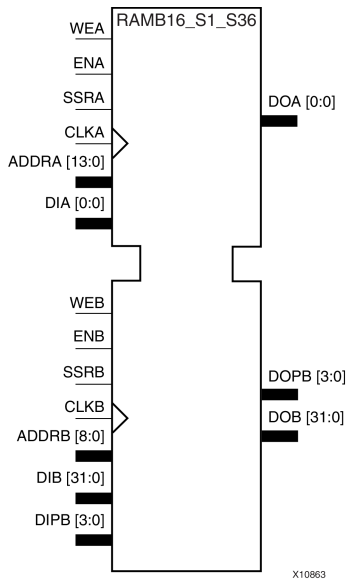 RAMB16_S1_S36
WEA
ENA
SSRA
CLKA
ADDRA [13:0]
DIA [0:0]
DOA [0:0]
WEB
ENB
SSRB
CLKB
ADDRB [8:0]
DIB [31:0]
DIPB [3:0]
DOPB [3:0]
DOB [31:0]
X10863